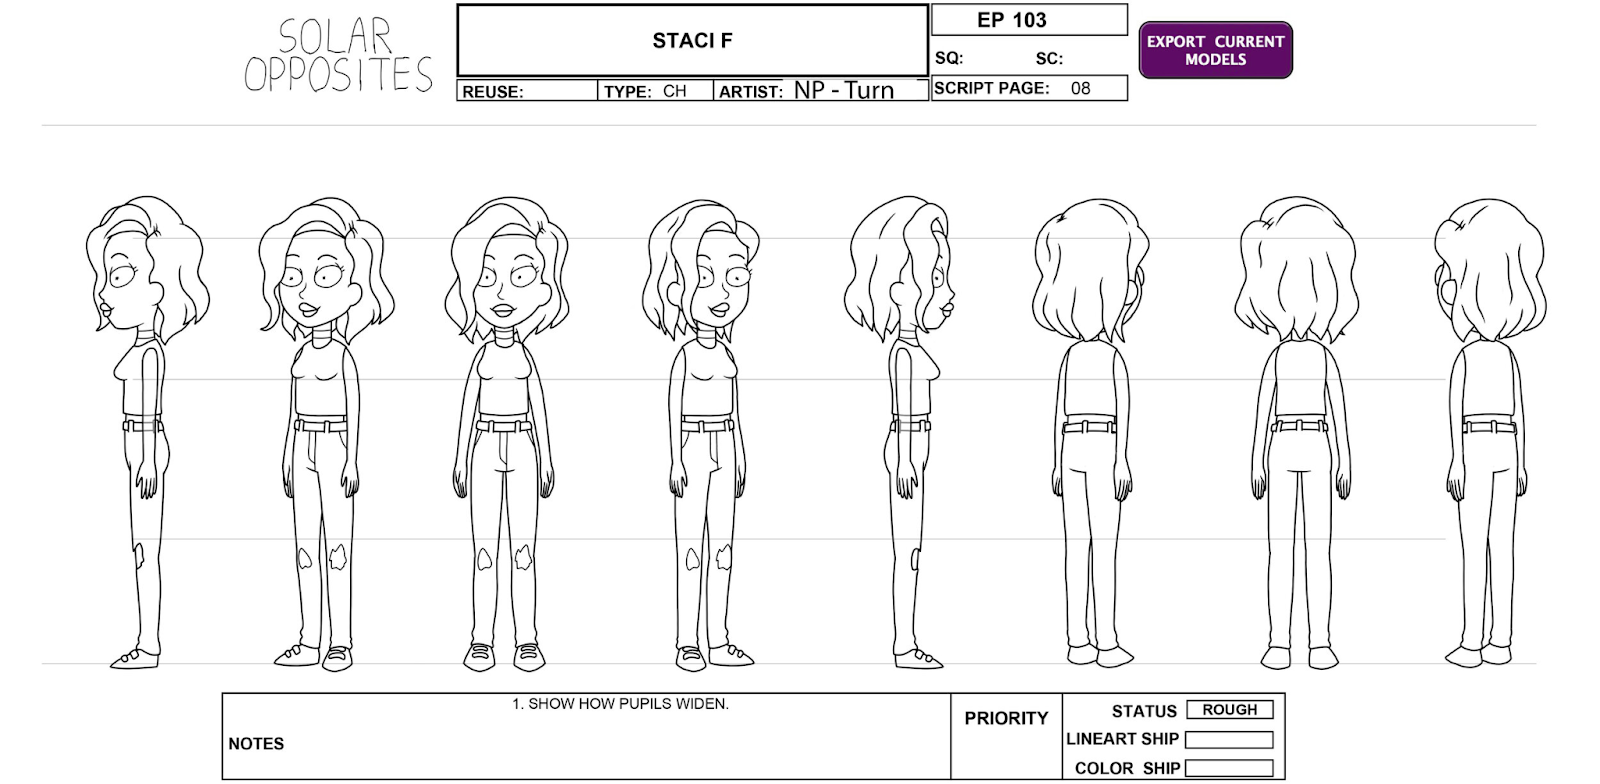 SOLAR
OPPOSITES
STACI F
REUSE:
TYPE: CH
ARTIST: NP - Turn
EP 103
SQ: SC:
SCRIPT PAGE: 08
EXPORT CURRENT
MODELS
1. SHOW HOW PUPILS WIDEN.
NOTES
PRIORITY
STATUS ROUGH
LINEART SHIP
COLOR SHIP